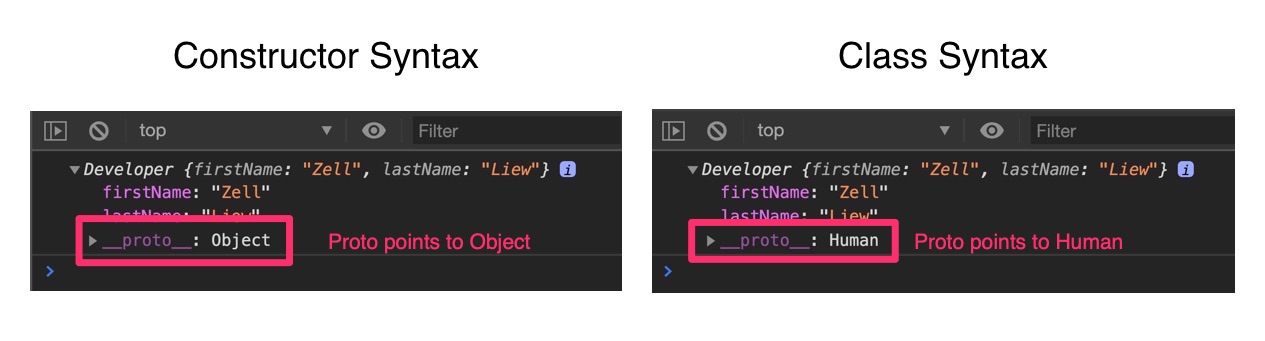 Constructor Syntax
Class Syntax
top
Filter
Developer {firstName: "Zell", lastName: "Liew"} i
firstName: "Zell"
lastName: "Liew"
__proto__: Object
Proto points to Object
top
Filter
Developer {firstName: "Zell", lastName: "Liew"} i
firstName: "Zell"
lastName: "Liew"
__proto__: Human
Proto points to Human